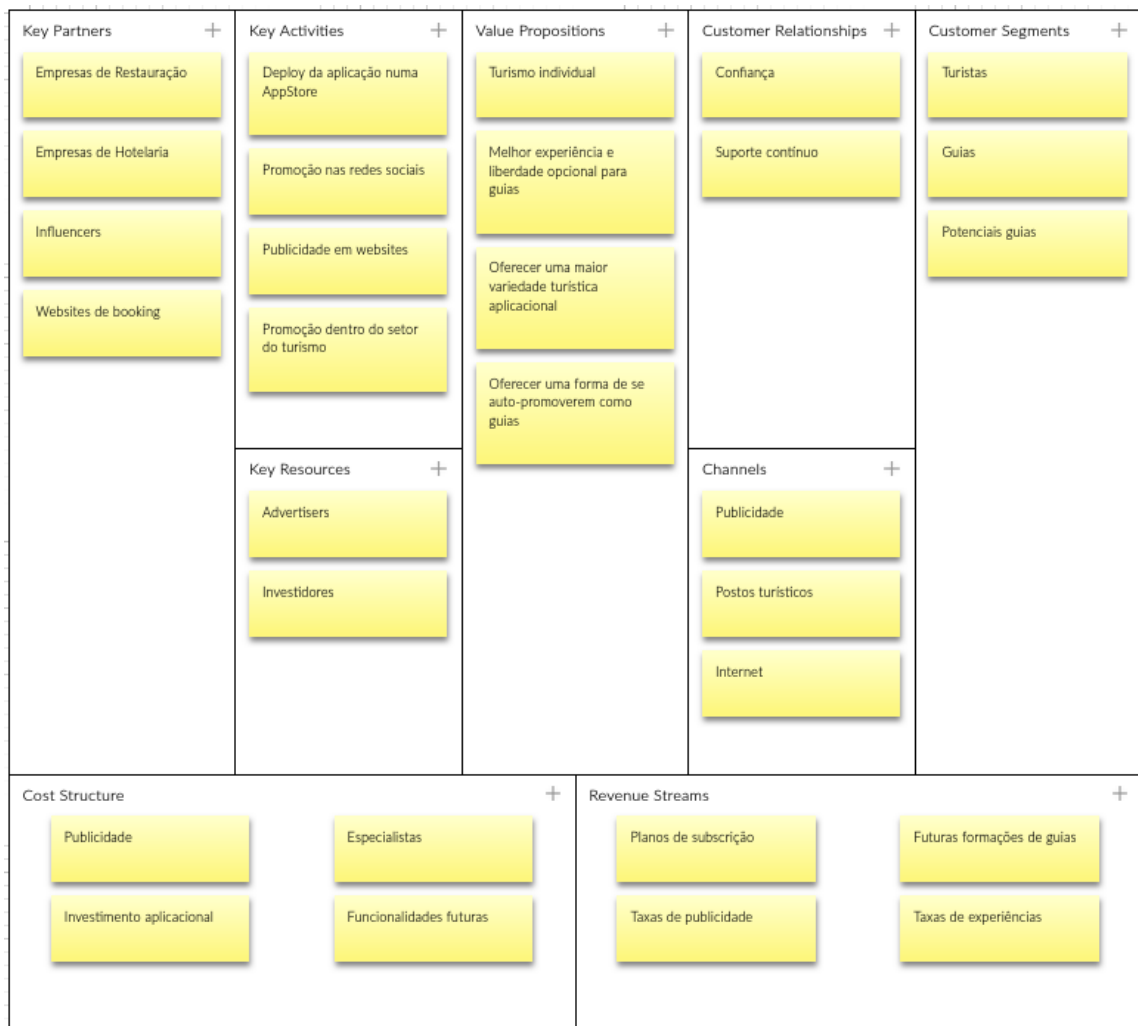 Key Partners
Empresas de Restauração
Empresas de Hotelaria
Influencers
Websites de booking
Key Activities
Deploy da aplicação numa
AppStore
Promoção nas redes sociais
Publicidade em websites
Promoção dentro do setor
do turismo
Key Resources
Advertisers
Investidores
Value Propositions
Turismo individual
Melhor experiência e
liberdade opcional para
guias
Oferecer uma maior
variedade turística
aplicacional
Oferecer uma forma de se
auto-promoverem como
guias
Customer Relationships
Confiança
Suporte contínuo
Channels
Publicidade
Postos turísticos
Internet
Customer Segments
Turistas
Guias
Potenciais guias
Cost Structure
Publicidade
Especialistas
Investimento aplicacional
Funcionalidades futuras
Revenue Streams
Planos de subscrição
Futuras formações de guias
Taxas de publicidade
Taxas de experiências